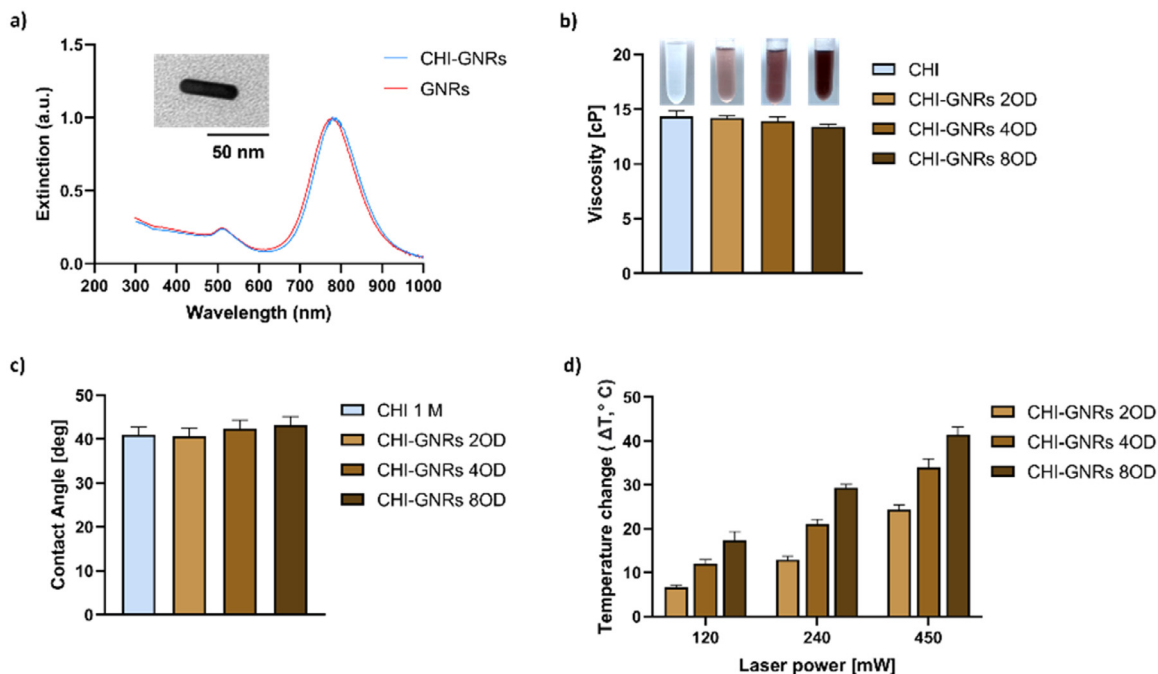 a)
1.5
1.0
0.5
0.0
Extinction (a.u.)
200 300 400 500 600 700 800 900 1000
Wavelength (nm)
50 nm
CHI-GNRs
GNRs
b)
20
15
10
5
0
Viscosity [cP]
CHI
CHI-GNRs 2OD
CHI-GNRs 4OD
CHI-GNRs 8OD
c)
50
40
30
20
10
0
Contact Angle [deg]
CHI 1 M
CHI-GNRs 2OD
CHI-GNRs 4OD
CHI-GNRs 8OD
d)
50
40
30
20
10
0
Temperature change ( ΔT,° C)
120 240 450
Laser power [mW]
CHI-GNRs 2OD
CHI-GNRs 4OD
CHI-GNRs 8OD